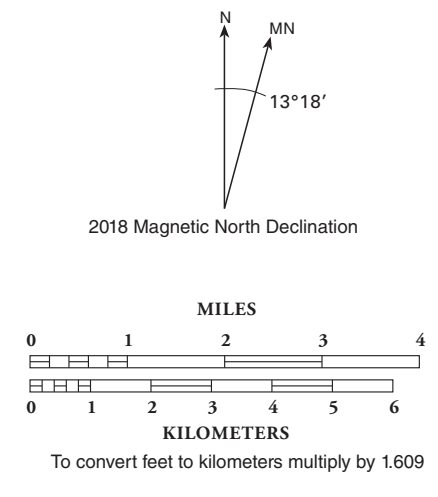 N
MN
13°18′
2018 Magnetic North Declination
MILES
0 1 2 3 4
0 1 2 3 4 5 6
KILOMETERS
To convert feet to kilometers multiply by 1.609